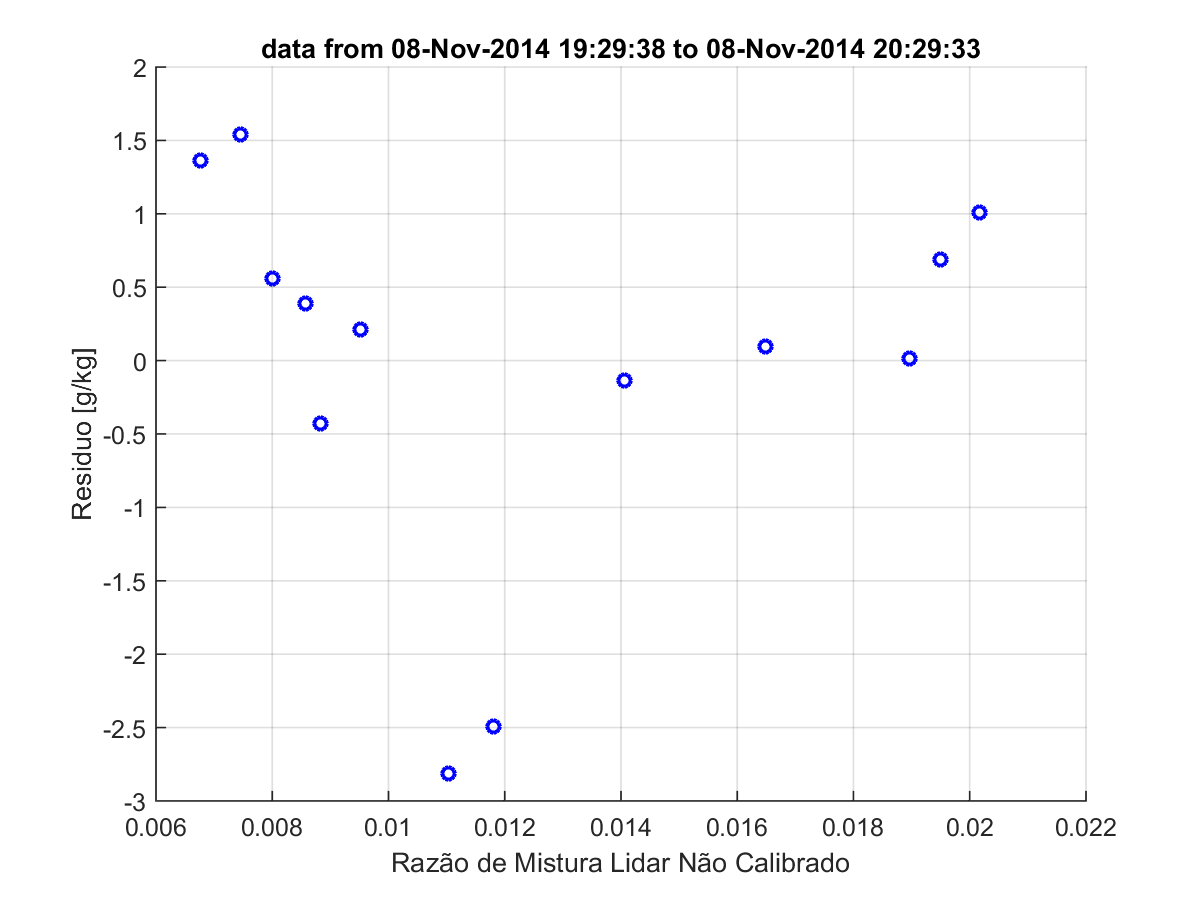 data from 08-Nov-2014 19:29:38 to 08-Nov-2014 20:29:33
2
1.5
1
0.5
0
-0.5
-1
-1.5
-2
-2.5
-3
Residuo [g/kg]
0.006 0.008 0.01 0.012 0.014 0.016 0.018 0.02 0.022
Razão de Mistura Lidar Não Calibrado